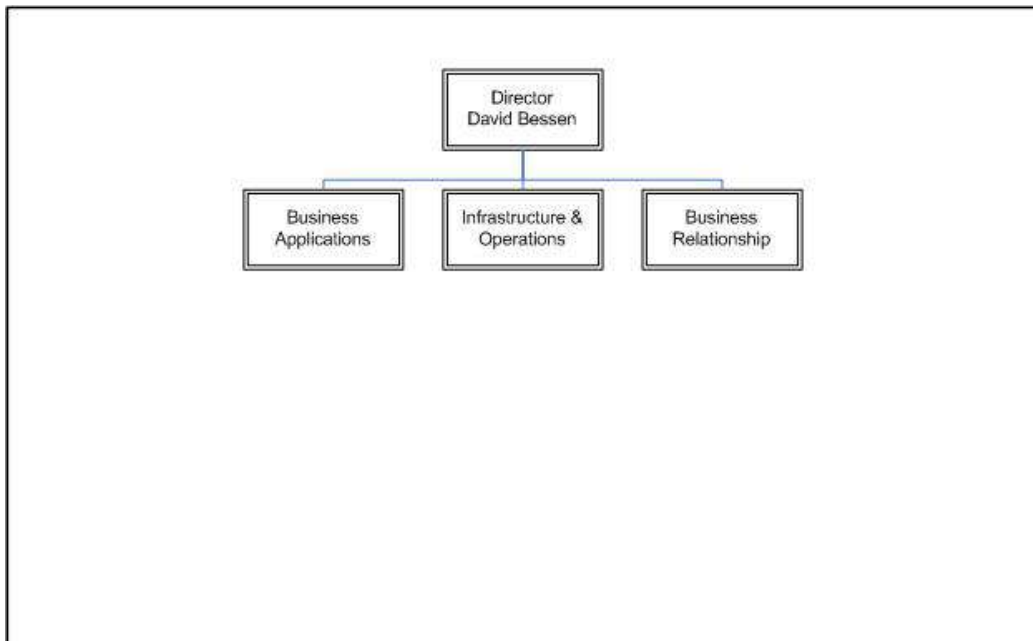 Director
David Bessen
Business
Applications
Infrastructure &
Operations
Business
Relationship